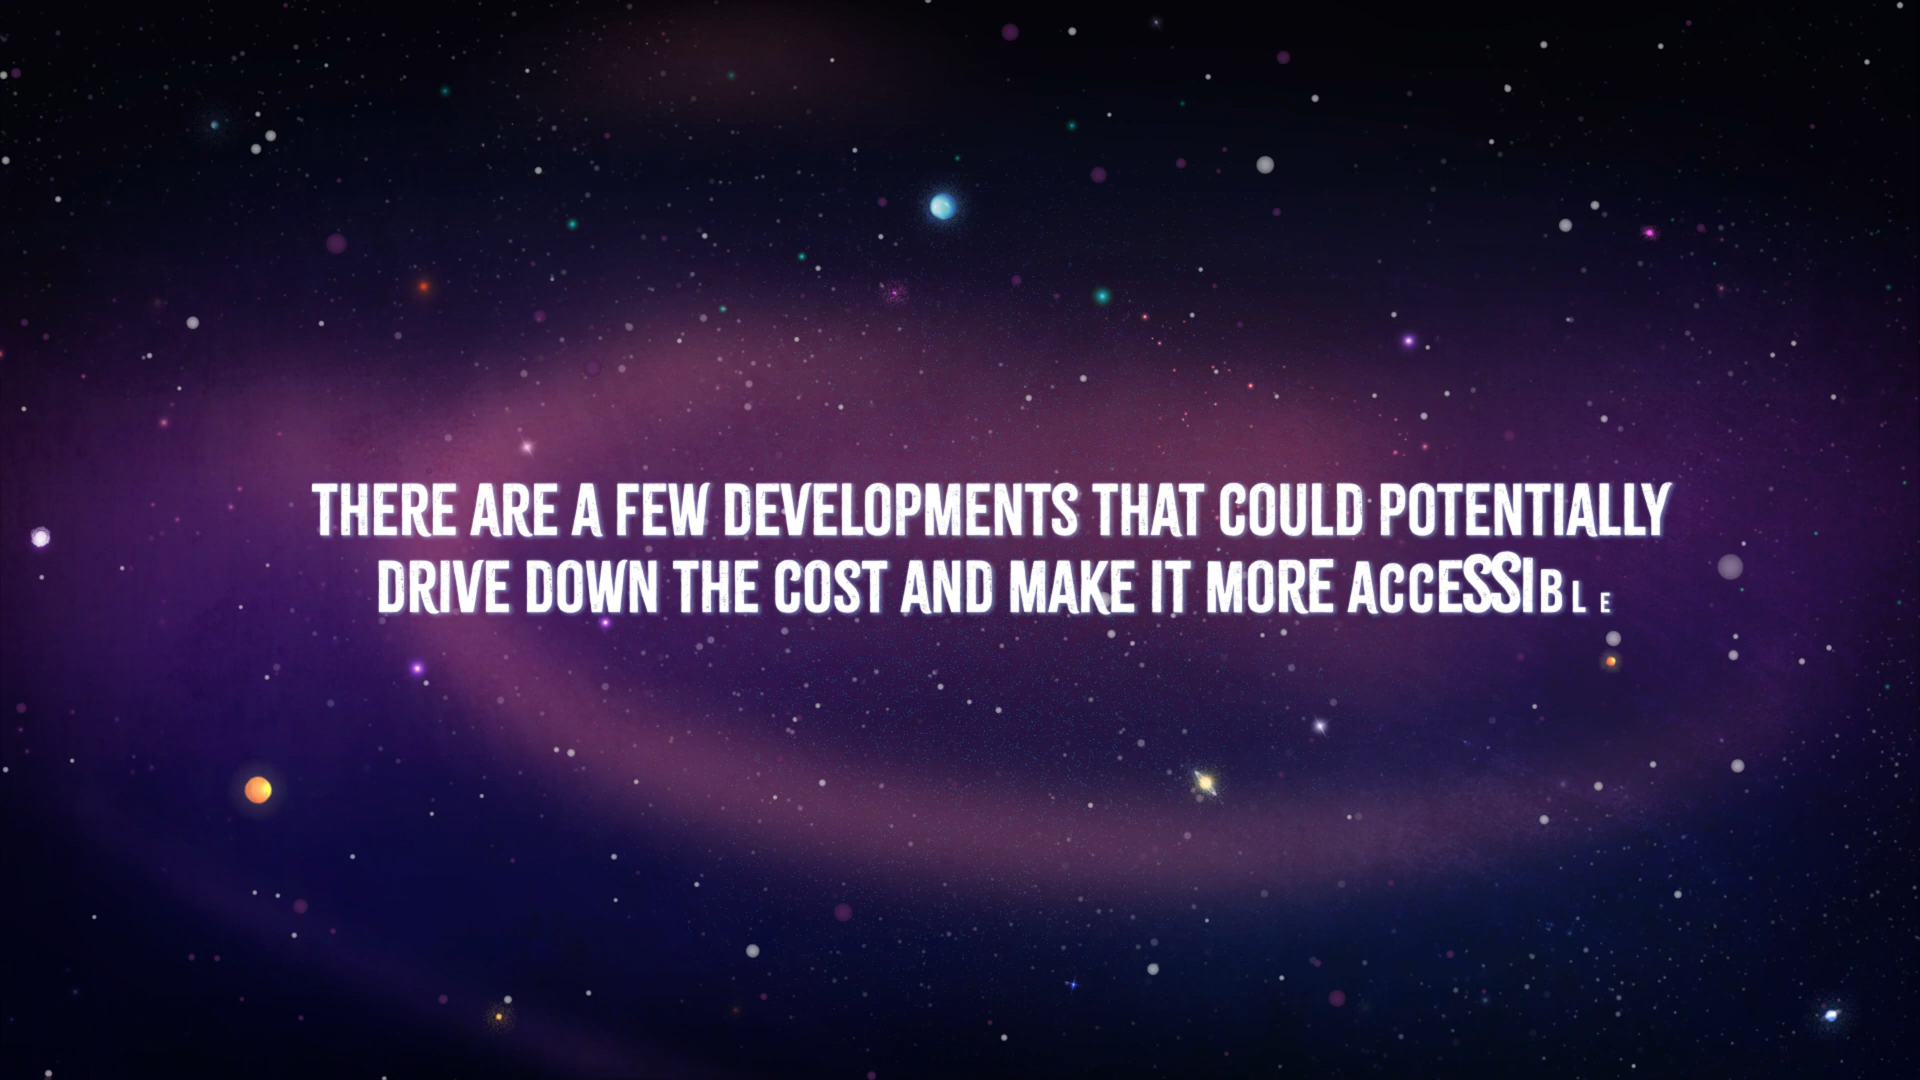 THERE ARE A FEW DEVELOPMENTS THAT COULD POTENTIALLY
DRIVE DOWN THE COST AND MAKE IT MORE ACCESSIBLE